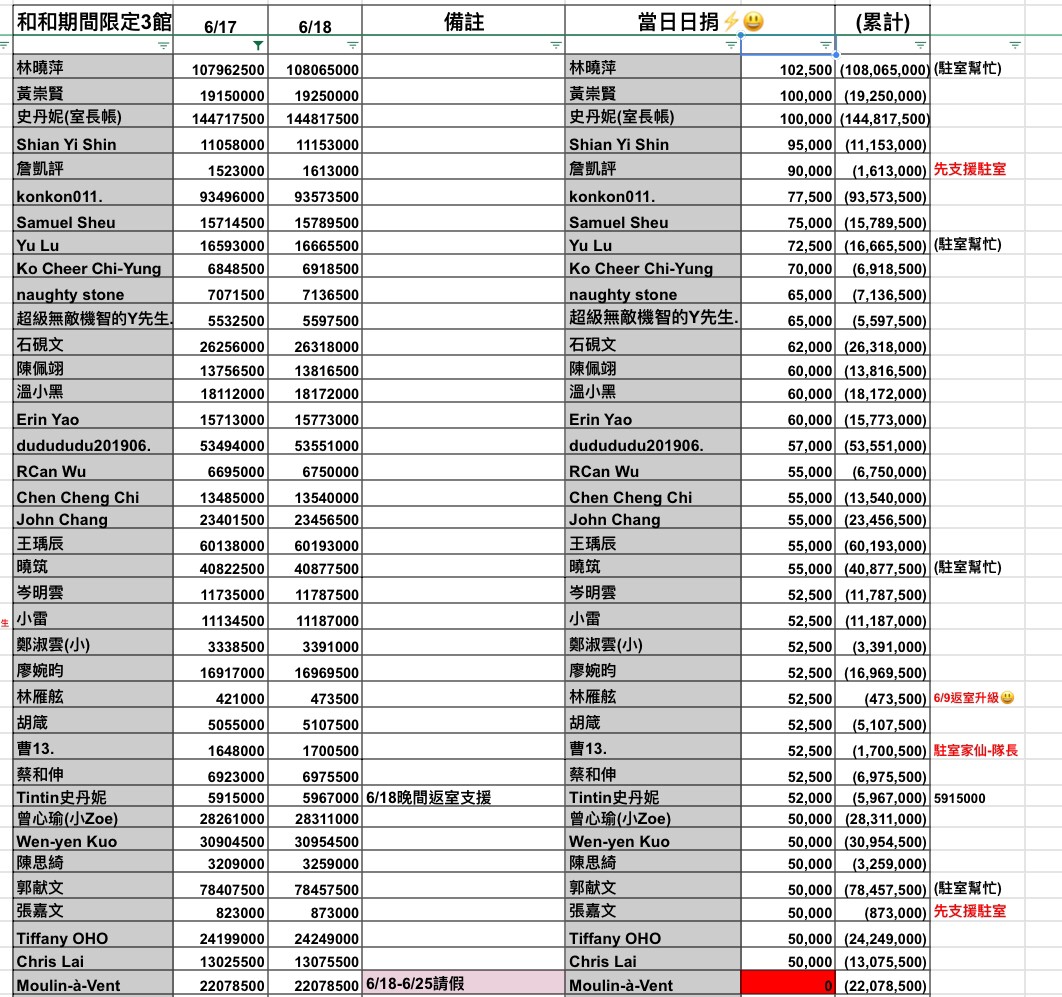 和和期間限定3館 6/17 6/18 備註 當日日捐⚡😃 (累計)
林曉萍 107962500 108065000 林曉萍 102,500 (108,065,000) (駐室幫忙)
黃崇賢 19150000 19250000 黃崇賢 100,000 (19,250,000)
史丹妮(室長帳) 144717500 144817500 史丹妮(室長帳) 100,000 (144,817,500)
Shian Yi Shin 11058000 11153000 Shian Yi Shin 95,000 (11,153,000)
詹凱評 1523000 1613000 詹凱評 90,000 (1,613,000) 先支援駐室
konkon011. 93496000 93573500 konkon011. 77,500 (93,573,500)
Samuel Sheu 15714500 15789500 Samuel Sheu 75,000 (15,789,500)
Yu Lu 16593000 16665500 Yu Lu 72,500 (16,665,500) (駐室幫忙)
Ko Cheer Chi-Yung 6848500 6918500 Ko Cheer Chi-Yung 70,000 (6,918,500)
naughty stone 7071500 7136500 naughty stone 65,000 (7,136,500)
超級無敵機智的Y先生. 5532500 5597500 超級無敵機智的Y先生. 65,000 (5,597,500)
石硯文 26256000 26318000 石硯文 62,000 (26,318,000)
陳佩翊 13756500 13816500 陳佩翊 60,000 (13,816,500)
溫小黑 18112000 18172000 溫小黑 60,000 (18,172,000)
Erin Yao 15713000 15773000 Erin Yao 60,000 (15,773,000)
dudududu201906. 53494000 53551000 dudududu201906. 57,000 (53,551,000)
RCan Wu 6695000 6750000 RCan Wu 55,000 (6,750,000)
Chen Cheng Chi 13485000 13540000 Chen Cheng Chi 55,000 (13,540,000)
John Chang 23401500 23456500 John Chang 55,000 (23,456,500)
王瑀辰 60138000 60193000 王瑀辰 55,000 (60,193,000)
曉筑 40822500 40877500 曉筑 55,000 (40,877,500) (駐室幫忙)
岑明雲 11735000 11787500 岑明雲 52,500 (11,787,500)
生 小雷 11134500 11187000 小雷 52,500 (11,187,000)
鄭淑雲(小) 3338500 3391000 鄭淑雲(小) 52,500 (3,391,000)
廖婉昀 16917000 16969500 廖婉昀 52,500 (16,969,500)
林雁舷 421000 473500 林雁舷 52,500 (473,500) 6/9返室升級😃
胡箴 5055000 5107500 胡箴 52,500 (5,107,500)
曹13. 1648000 1700500 曹13. 52,500 (1,700,500) 駐室家仙-隊長
蔡和伸 6923000 6975500 蔡和伸 52,500 (6,975,500)
Tintin史丹妮 5915000 5967000 6/18晚間返室支援 Tintin史丹妮 52,000 (5,967,000) 5915000
曾心瑜(小Zoe) 28261000 28311000 曾心瑜(小Zoe) 50,000 (28,311,000)
Wen-yen Kuo 30904500 30954500 Wen-yen Kuo 50,000 (30,954,500)
陳思綺 3209000 3259000 陳思綺 50,000 (3,259,000)
郭献文 78407500 78457500 郭献文 50,000 (78,457,500) (駐室幫忙)
張嘉文 823000 873000 張嘉文 50,000 (873,000) 先支援駐室
Tiffany OHO 24199000 24249000 Tiffany OHO 50,000 (24,249,000)
Chris Lai 13025500 13075500 Chris Lai 50,000 (13,075,500)
Moulin-à-Vent 22078500 22078500 6/18-6/25請假 Moulin-à-Vent 0 (22,078,500)